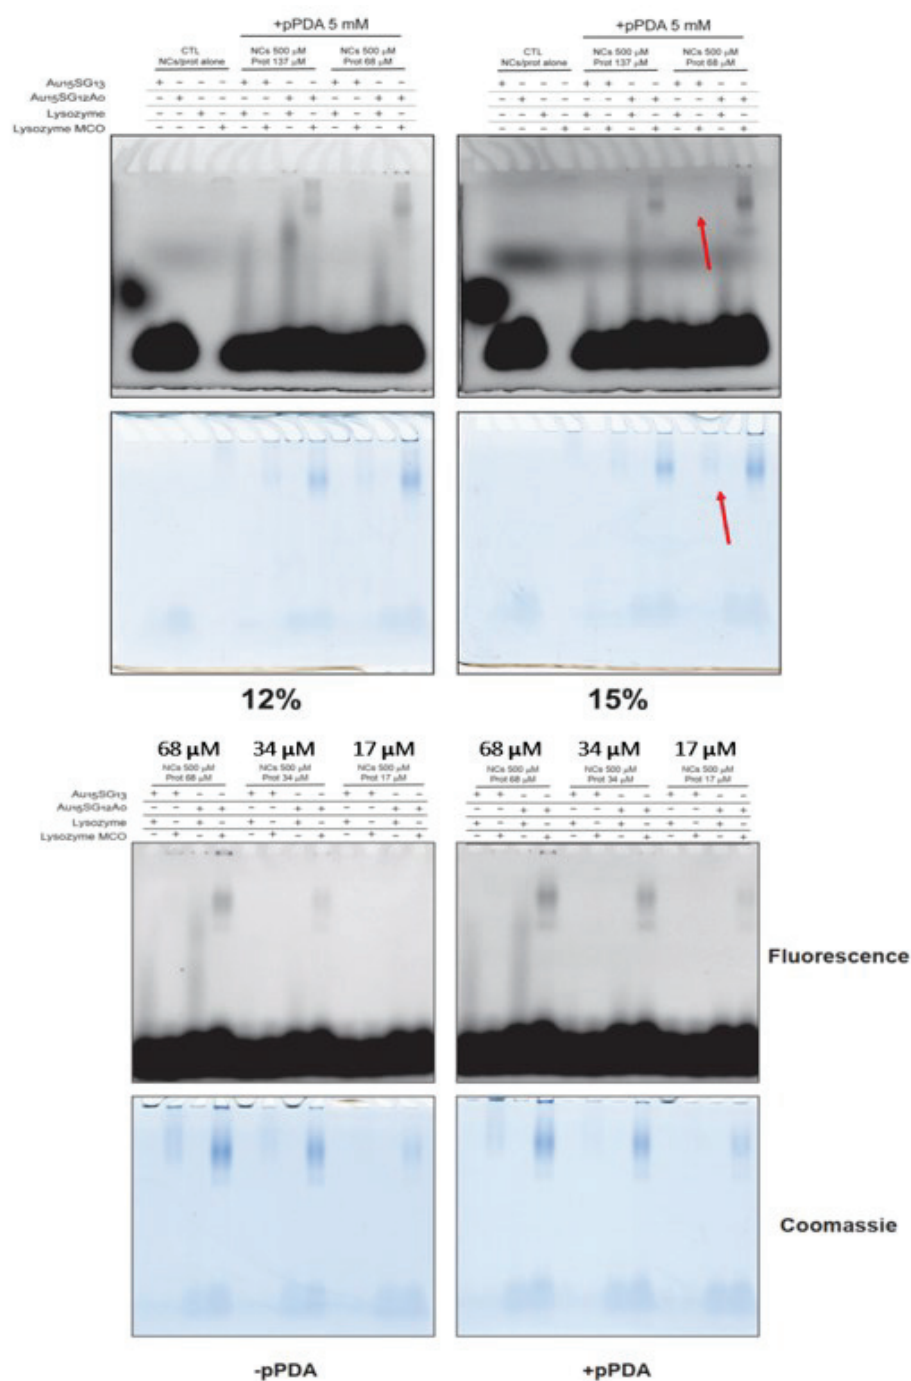 +pPDA 5 mM
CTL
NCs/prot alone
NCs 500 µM
Prot 137 µM
NCs 500 µM
Prot 68 µM
Au15SG13 + – – – + + – – + + – –
Au15SG12Ao – + – – – – + + – – + +
Lysozyme – – + – + – + – + – + –
Lysozyme MCO – – – + – + – + – + – +
+pPDA 5 mM
CTL
NCs/prot alone
NCs 500 µM
Prot 137 µM
NCs 500 µM
Prot 68 µM
+ – – – + + – – + + – –
– + – – – – + + – – + +
– – + – + – + – + – + –
– – – + – + – + – + – +
12%
15%
68 µM 34 µM 17 µM
NCs 500 µM
Prot 68 µM
NCs 500 µM
Prot 34 µM
NCs 500 µM
Prot 17 µM
Au15SG13 + + – – + + – – + + – –
Au15SG12Ao – – + + – – + + – – + +
Lysozyme + – + – + – + – + – + –
Lysozyme MCO – + – + – + – + – + – +
68 µM 34 µM 17 µM
NCs 500 µM
Prot 68 µM
NCs 500 µM
Prot 34 µM
NCs 500 µM
Prot 17 µM
+ + – – + + – – + + – –
– – + + – – + + – – + +
+ – + – + – + – + – + –
– + – + – + – + – + – +
Fluorescence
Coomassie
-pPDA
+pPDA